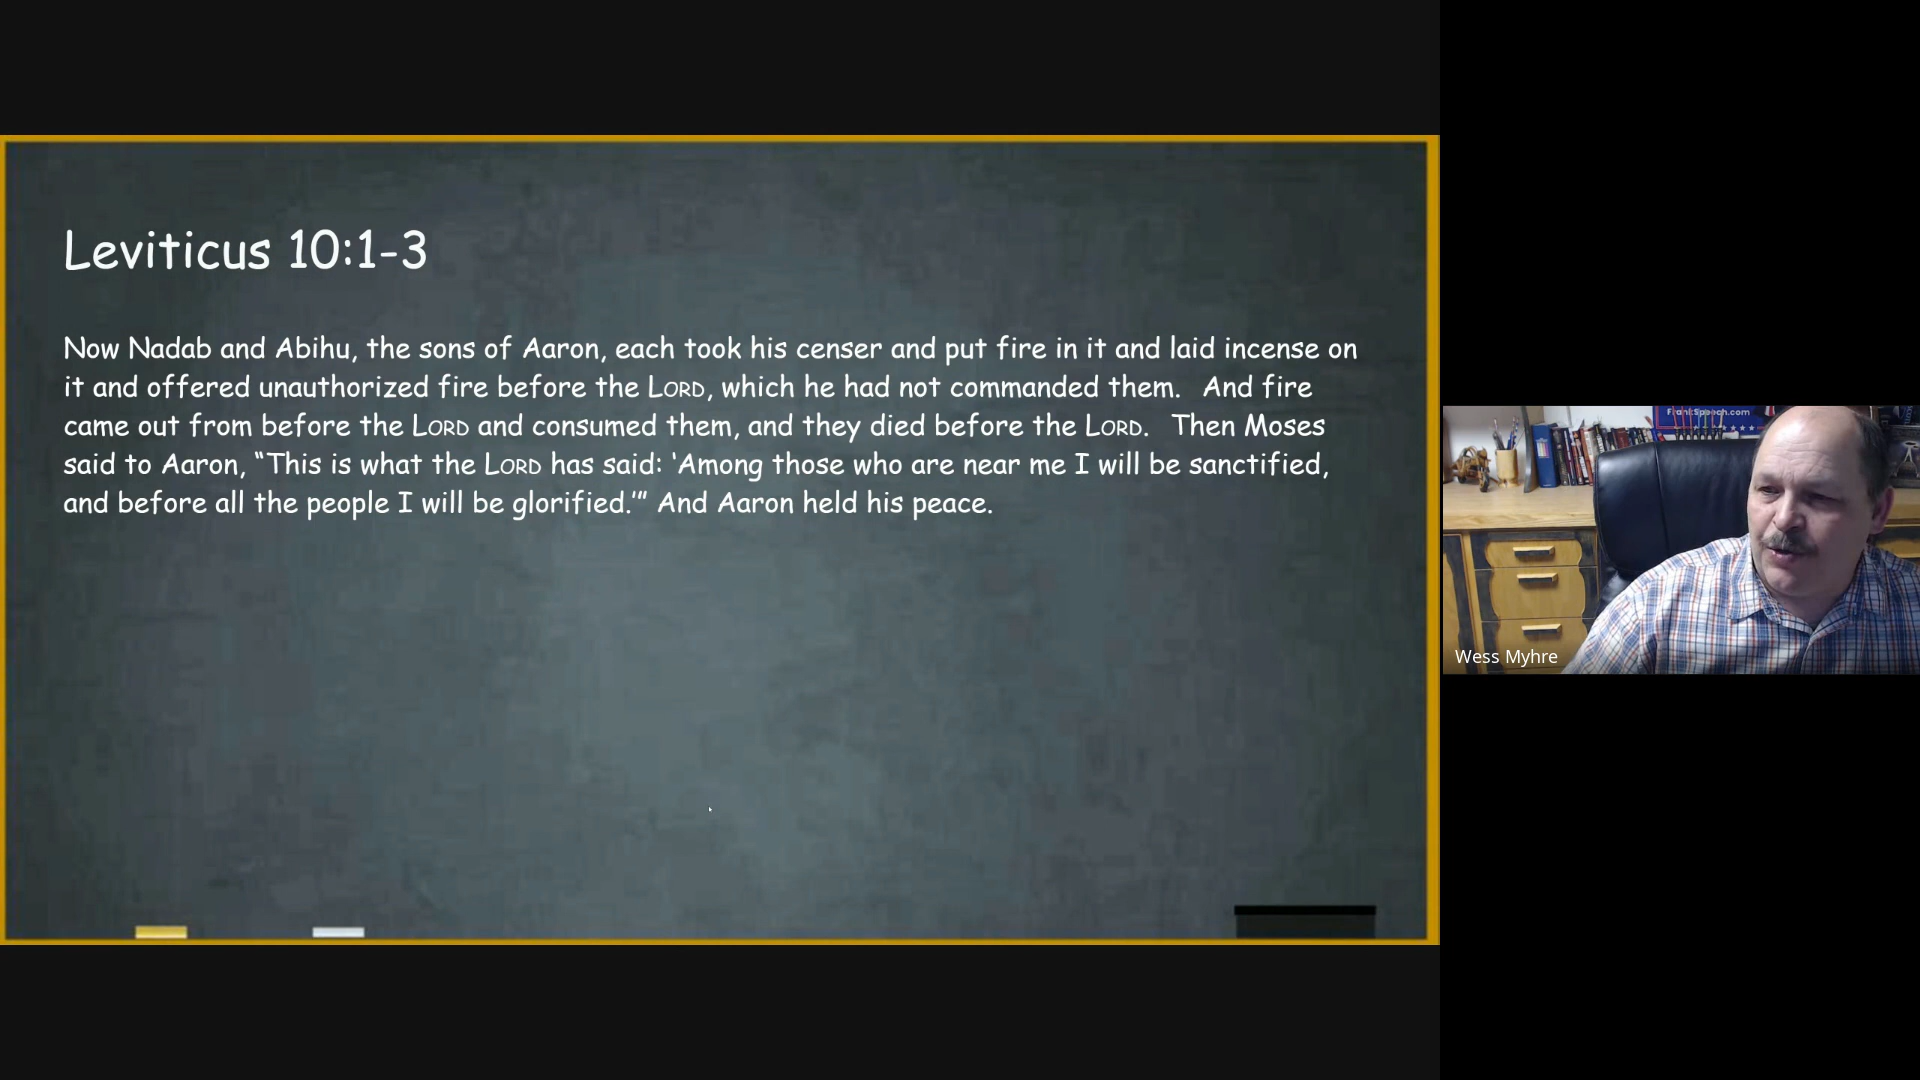 Leviticus 10:1-3
Now Nadab and Abihu, the sons of Aaron, each took his censer and put fire in it and laid incense on
it and offered unauthorized fire before the LORD, which he had not commanded them. And fire
came out from before the LORD and consumed them, and they died before the LORD. Then Moses
said to Aaron, “This is what the LORD has said: ‘Among those who are near me I will be sanctified,
and before all the people I will be glorified.’” And Aaron held his peace.
FrankSpeech.com
Wess Myhre